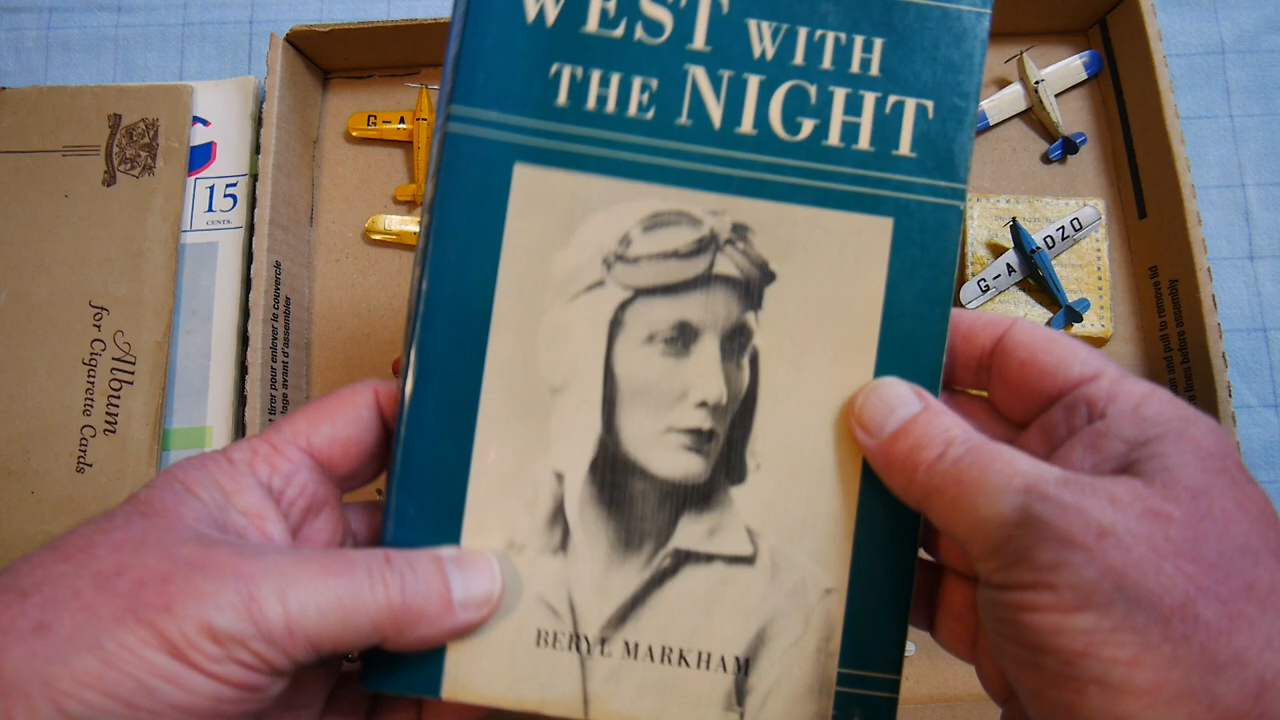 WEST WITH
THE NIGHT
BERYL MARKHAM
Album
for Cigarette Cards
15
CENTS.
G-A
G-A DZO
tirer pour enlever le couvercle
lage avant d'assembler
and pull to remove lid
lines before assembly